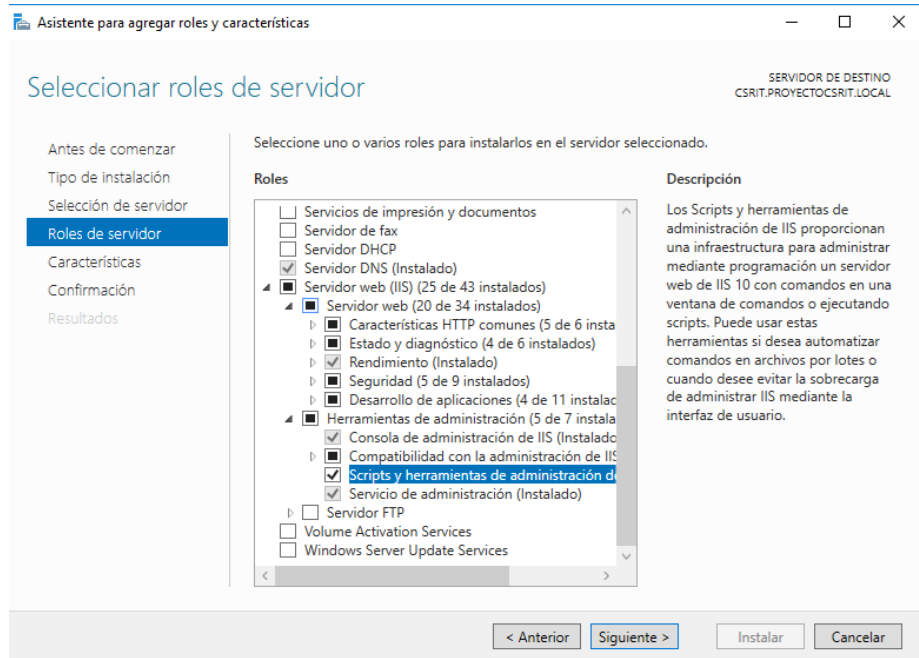 Asistente para agregar roles y características
Seleccionar roles de servidor
SERVIDOR DE DESTINO
CSRIT.PROYECTOCSRIT.LOCAL
Antes de comenzar
Tipo de instalación
Selección de servidor
Roles de servidor
Características
Confirmación
Resultados
Seleccione uno o varios roles para instalarlos en el servidor seleccionado.
Roles
Servicios de impresión y documentos
Servidor de fax
Servidor DHCP
Servidor DNS (Instalado)
Servidor web (IIS) (25 de 43 instalados)
Servidor web (20 de 34 instalados)
Características HTTP comunes (5 de 6 insta
Estado y diagnóstico (4 de 6 instalados)
Rendimiento (Instalado)
Seguridad (5 de 9 instalados)
Desarrollo de aplicaciones (4 de 11 instalac
Herramientas de administración (5 de 7 instala
Consola de administración de IIS (Instalado
Compatibilidad con la administración de IIS
Scripts y herramientas de administración de
Servicio de administración (Instalado)
Servidor FTP
Volume Activation Services
Windows Server Update Services
Descripción
Los Scripts y herramientas de
administración de IIS proporcionan
una infraestructura para administrar
mediante programación un servidor
web de IIS 10 con comandos en una
ventana de comandos o ejecutando
scripts. Puede usar estas
herramientas si desea automatizar
comandos en archivos por lotes o
cuando desee evitar la sobrecarga
de administrar IIS mediante la
interfaz de usuario.
< Anterior
Siguiente >
Instalar
Cancelar